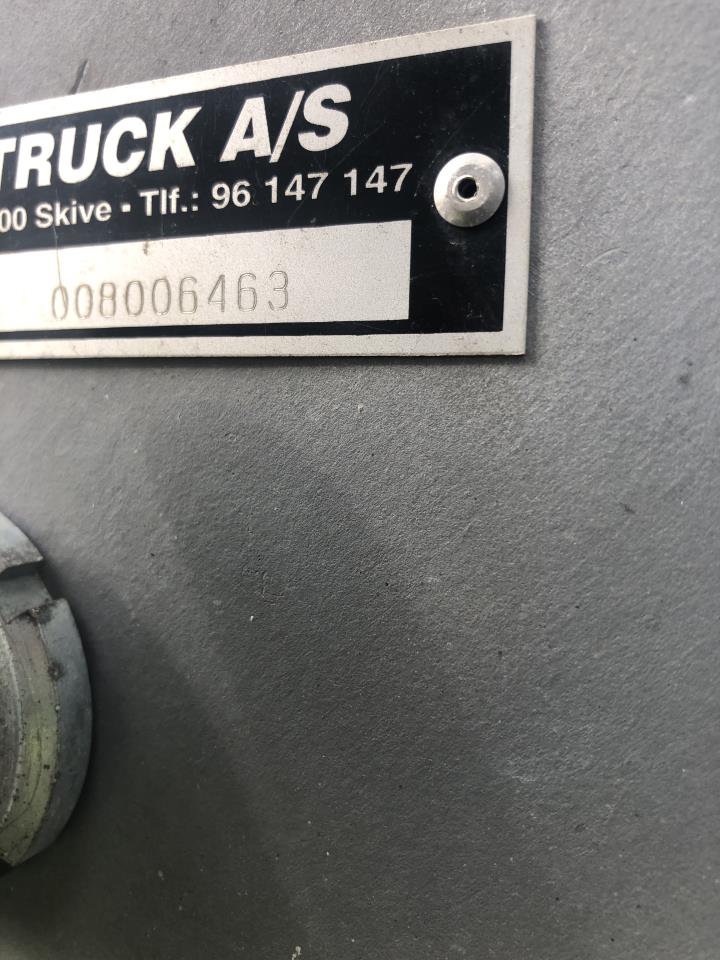 TRUCK A/S
00 Skive - Tlf.: 96 147 147
008006463